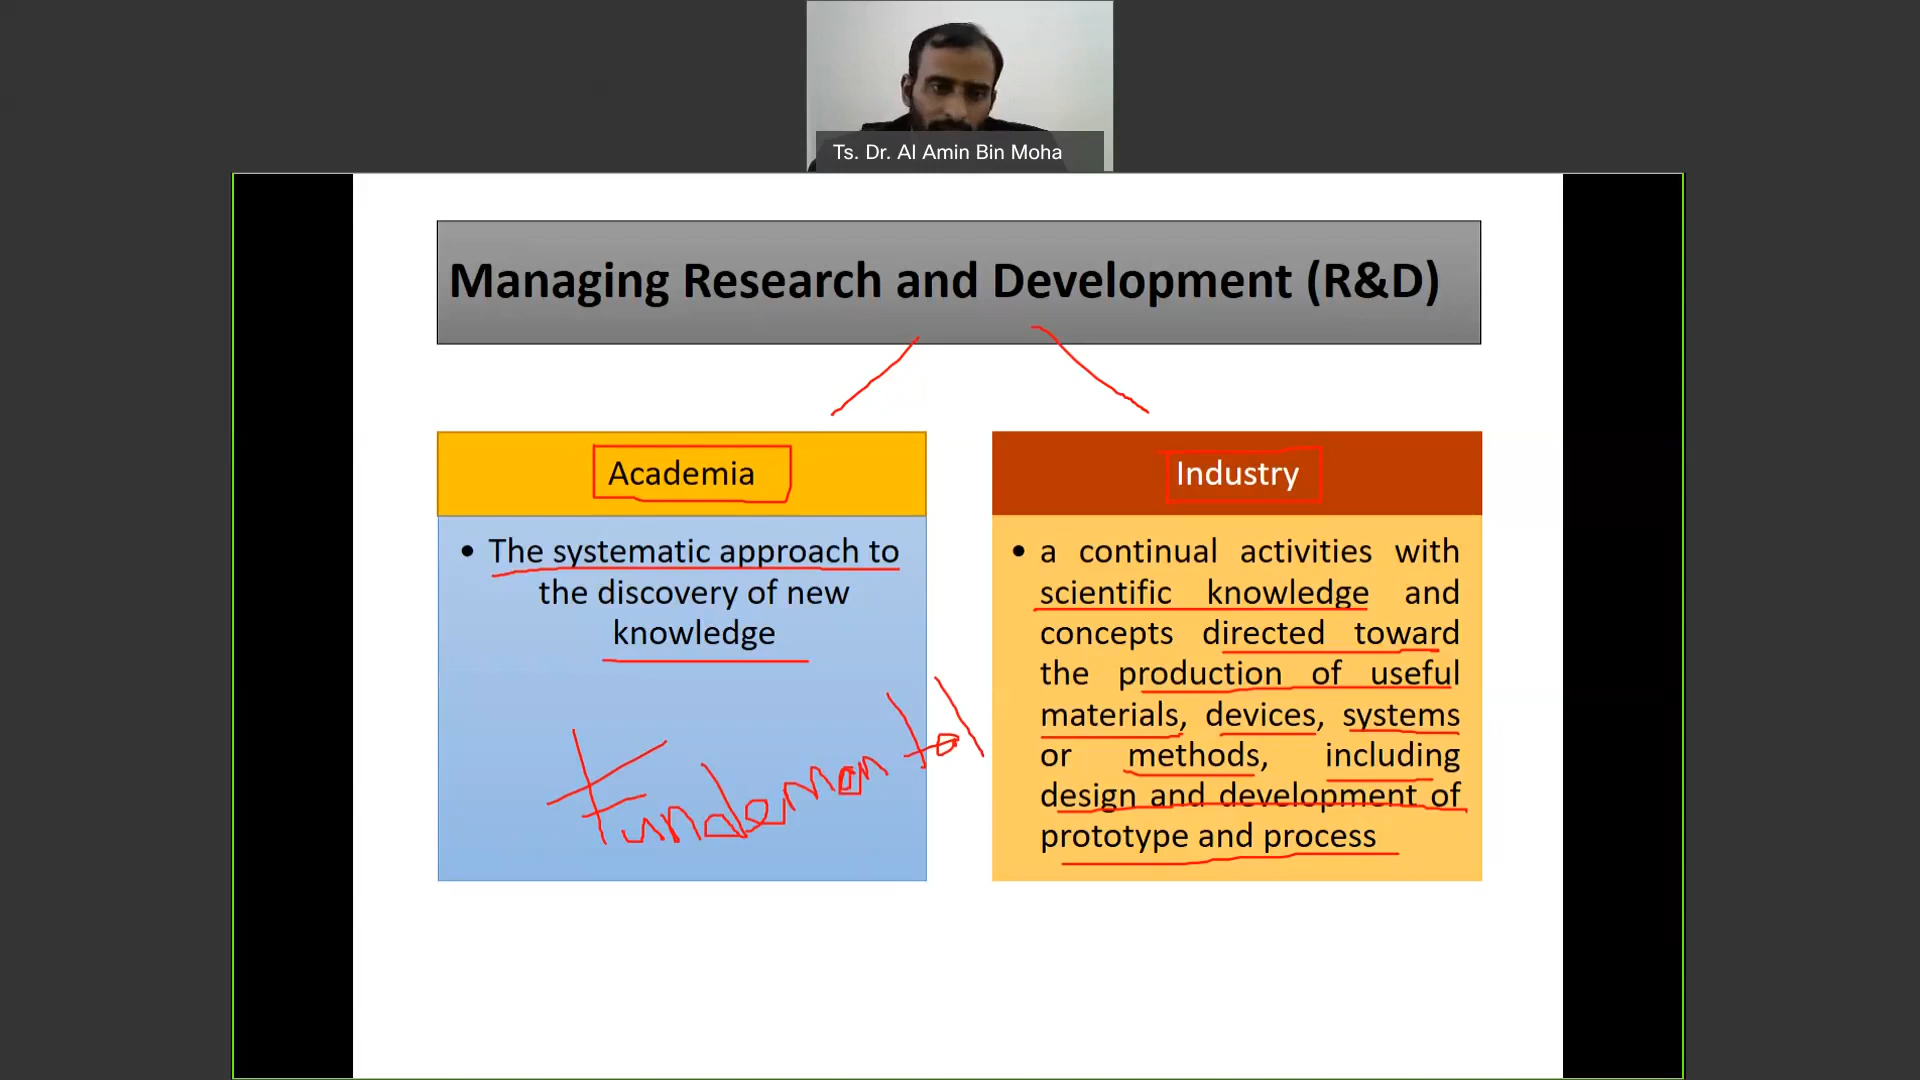 Ts. Dr. Al Amin Bin Moha
Managing Research and Development (R&D)
Academia
• The systematic approach to
the discovery of new
knowledge
Fundemental
Industry
• a continual activities with
scientific knowledge and
concepts directed toward
the production of useful
materials, devices, systems
or methods, including
design and development of
prototype and process